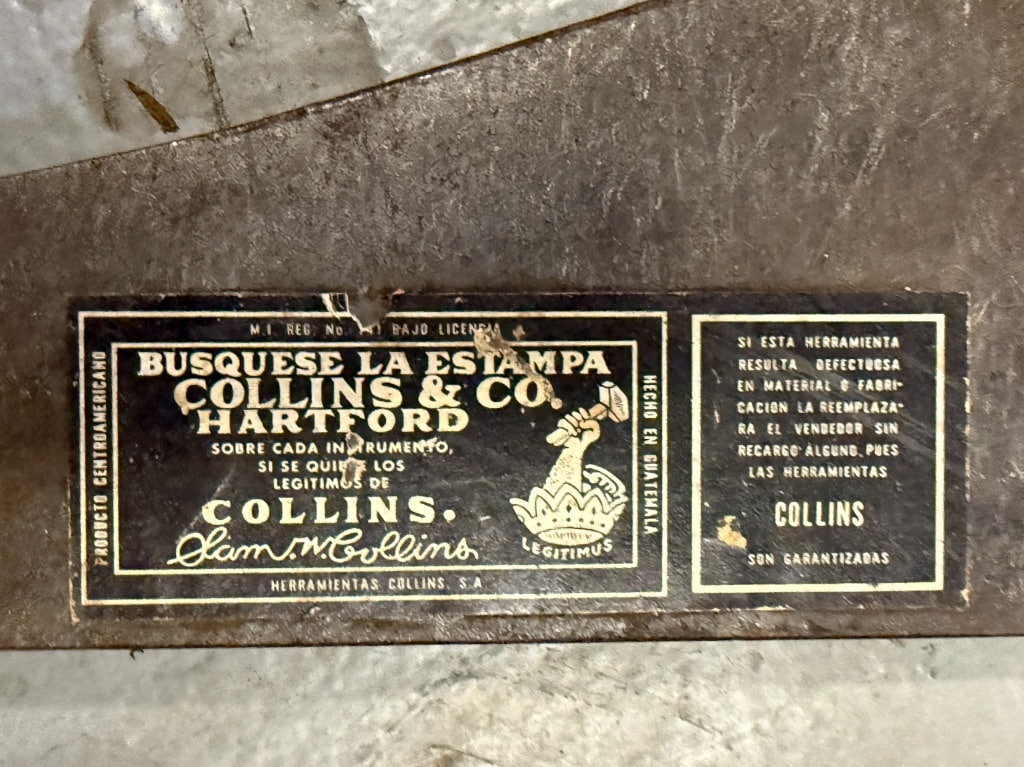 M.I. REG. No. BAJO LICENCIA
PRODUCTO CENTROAMERICANO
BUSQUESE LA ESTAMPA
COLLINS & CO.
HARTFORD
SOBRE CADA INSTRUMENTO,
SI SE QUIERE LOS
LEGITIMOS DE
COLLINS.
Sam. W. Collins
LEGITIMUS
HECHO EN GUATEMALA
HERRAMIENTAS COLLINS, S.A
SI ESTA HERRAMIENTA
RESULTA DEFECTUOSA
EN MATERIAL O FABRI-
CACION LA REEMPLAZA-
RA EL VENDEDOR SIN
RECARGO ALGUNO, PUES
LAS HERRAMIENTAS
COLLINS
SON GARANTIZADAS